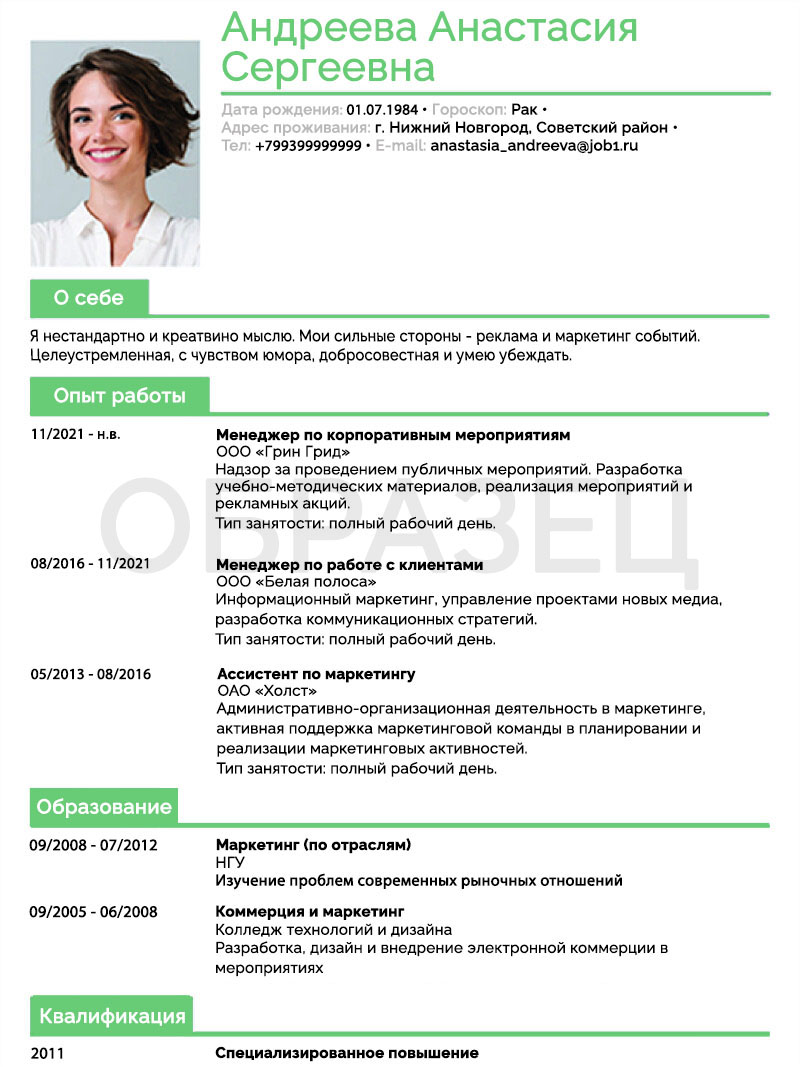 Андреева Анастасия
Сергеевна
Дата рождения: 01.07.1984 • Гороскоп: Рак •
Адрес проживания: г. Нижний Новгород, Советский район •
Тел: +799399999999 • E-mail: anastasia_andreeva@job1.ru
О себе
Я нестандартно и креатвино мыслю. Мои сильные стороны - реклама и маркетинг событий.
Целеустремленная, с чувством юмора, добросовестная и умею убеждать.
Опыт работы
11/2021 - н.в.
Менеджер по корпоративным мероприятиям
ООО «Грин Грид»
Надзор за проведением публичных мероприятий. Разработка
учебно-методических материалов, реализация мероприятий и
рекламных акций.
Тип занятости: полный рабочий день.
ОБРАЗЕЦ
08/2016 - 11/2021
Менеджер по работе с клиентами
ООО «Белая полоса»
Информационный маркетинг, управление проектами новых медиа,
разработка коммуникационных стратегий.
Тип занятости: полный рабочий день.
05/2013 - 08/2016
Ассистент по маркетингу
ОАО «Холст»
Административно-организационная деятельность в маркетинге,
активная поддержка маркетинговой команды в планировании и
реализации маркетинговых активностей.
Тип занятости: полный рабочий день.
Образование
09/2008 - 07/2012
Маркетинг (по отраслям)
НГУ
Изучение проблем современных рыночных отношений
09/2005 - 06/2008
Коммерция и маркетинг
Колледж технологий и дизайна
Разработка, дизайн и внедрение электронной коммерции в
мероприятиях
Квалификация
2011
Специализированное повышение